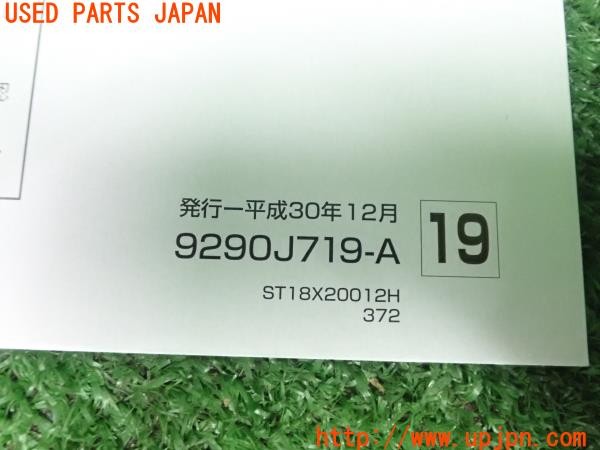 USED PARTS JAPAN
発行ー平成30年12月
9290J719-A
19
ST18X20012H
372
http://www.upjpn.com